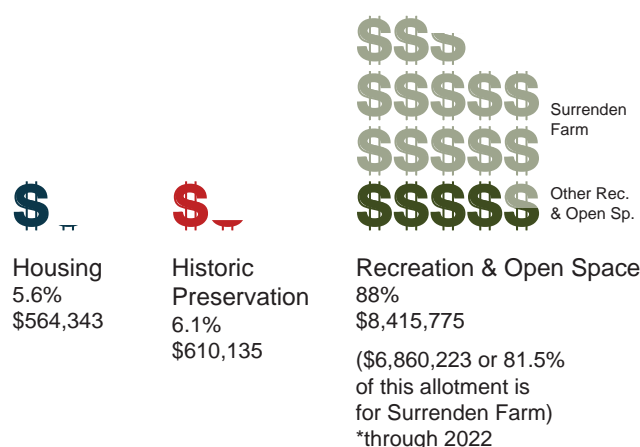 Surrenden
Farm
Other Rec.
& Open Sp.
Housing
5.6%
$564,343
Historic
Preservation
6.1%
$610,135
Recreation & Open Space
88%
$8,415,775
($6,860,223 or 81.5%
of this allotment is
for Surrenden Farm)
*through 2022